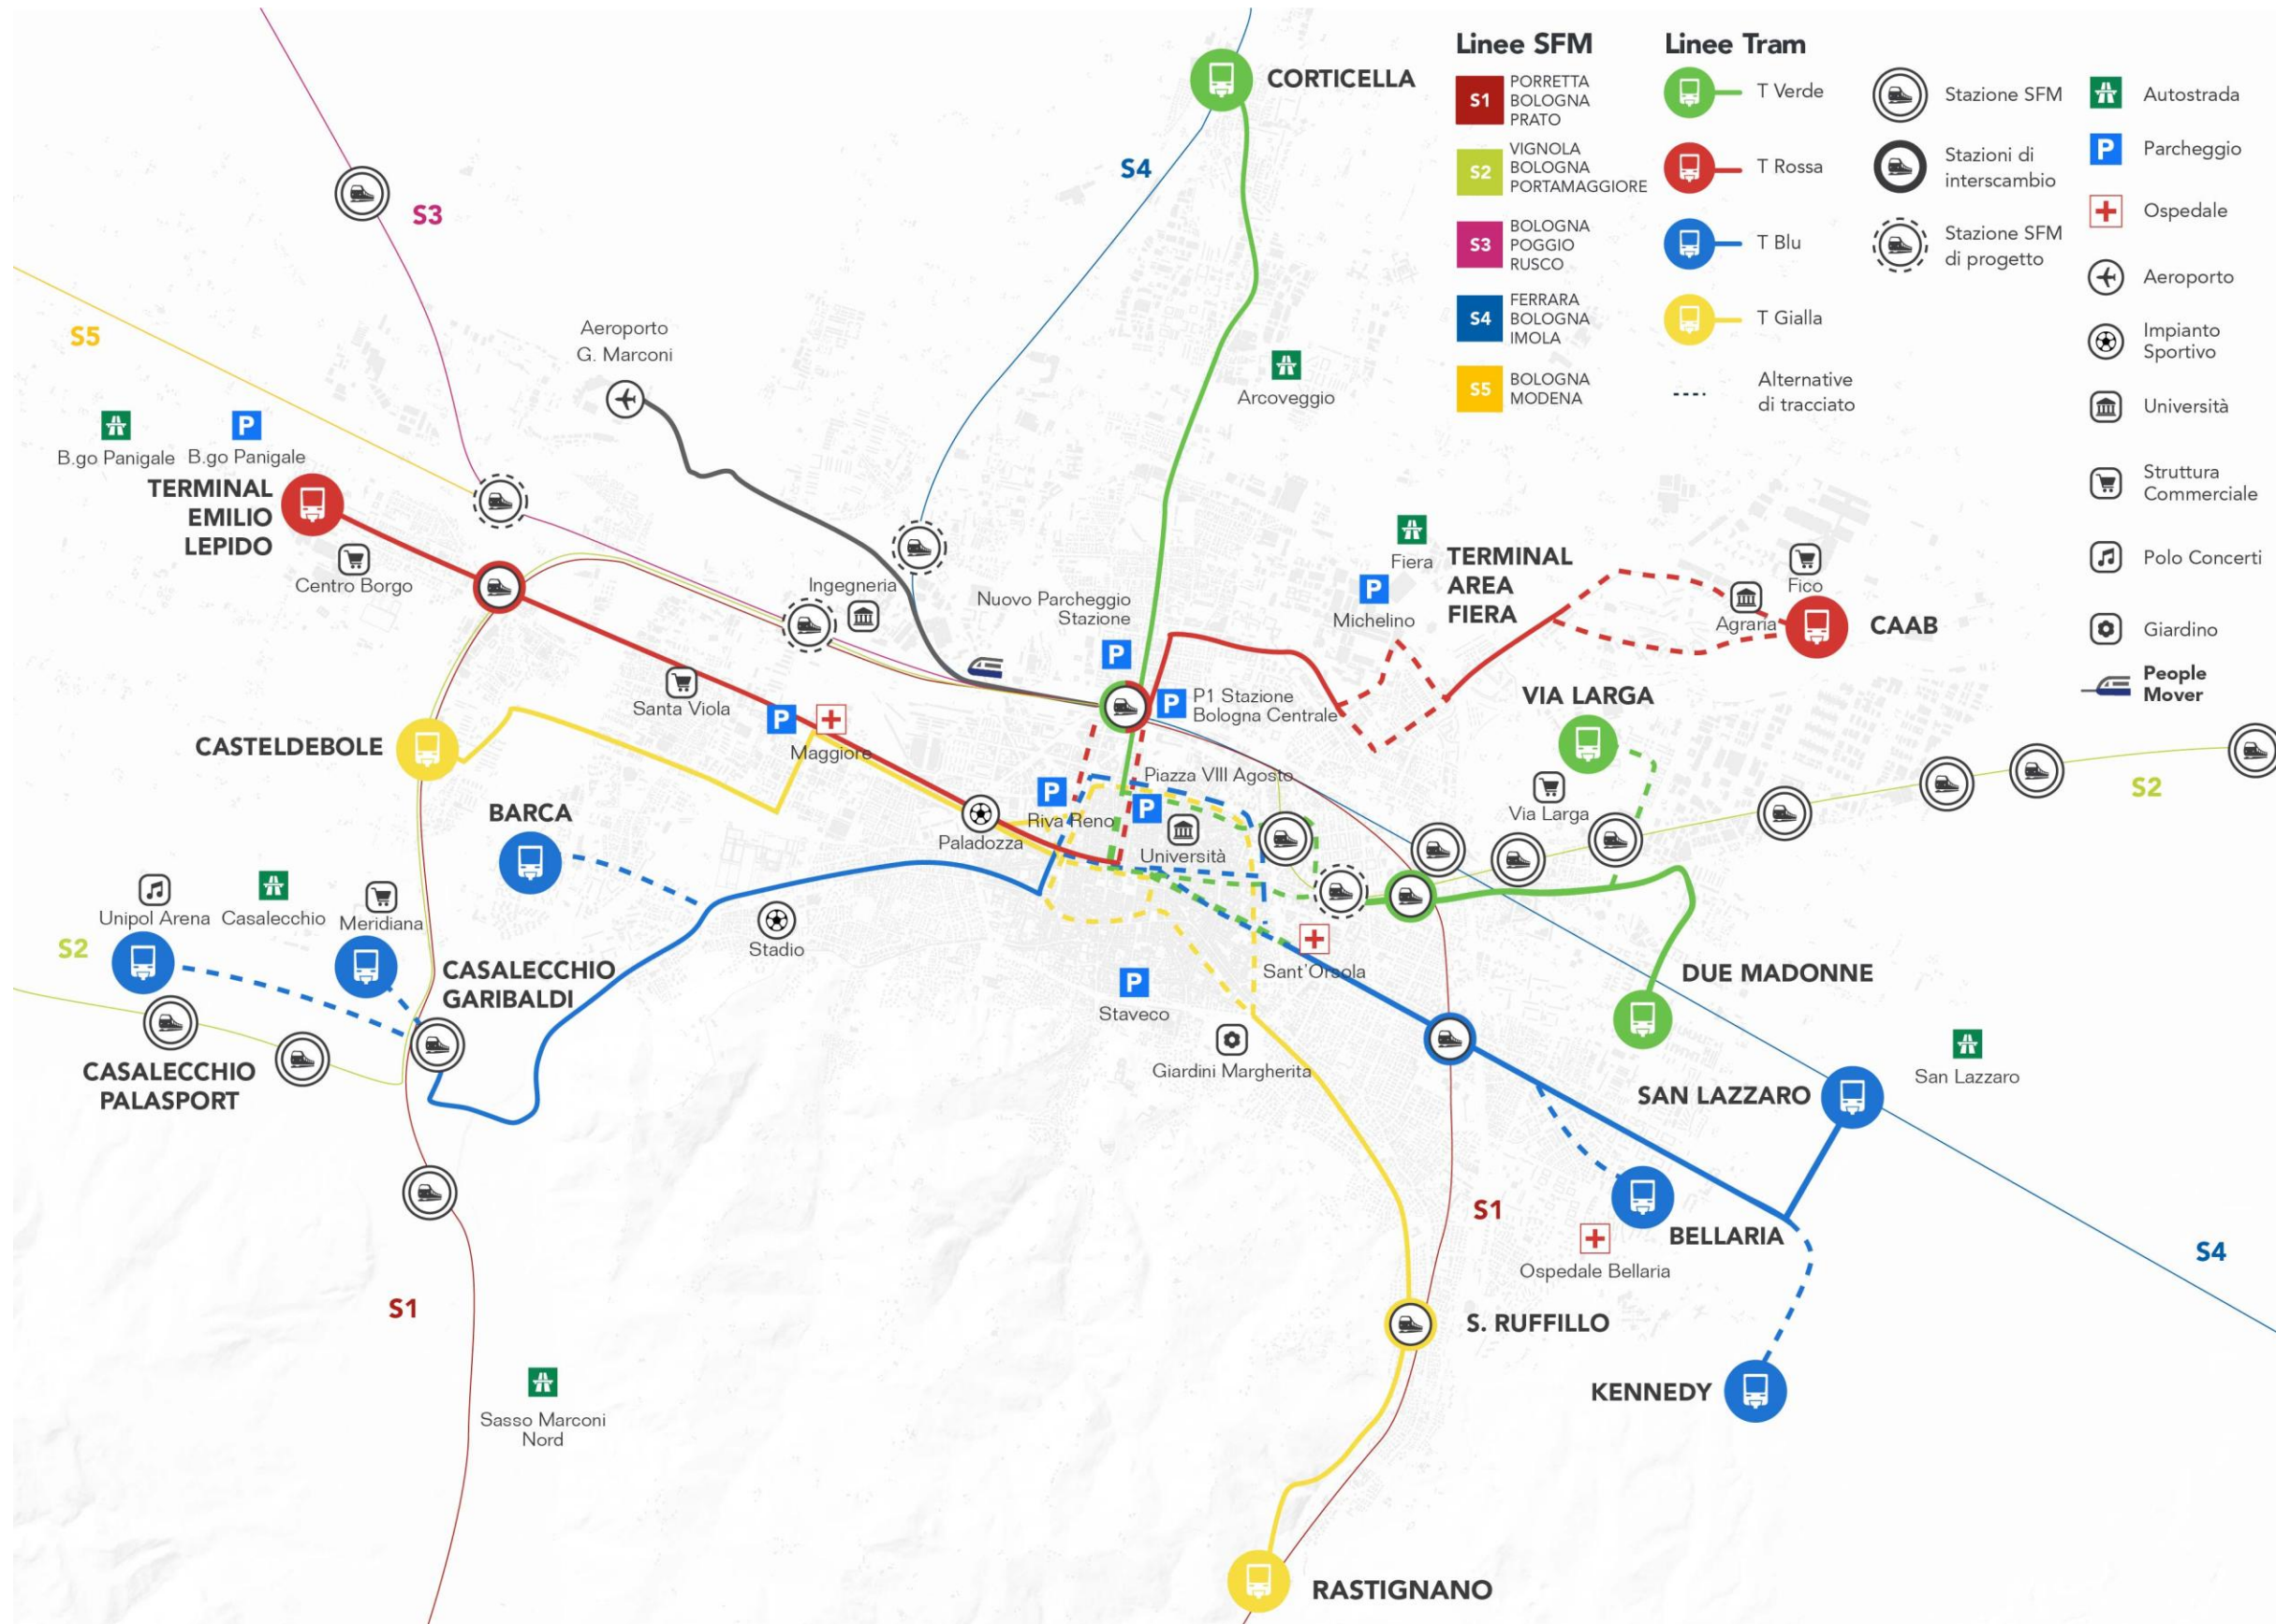 Linee SFM
S1
PORRETTA
BOLOGNA
PRATO
S2
VIGNOLA
BOLOGNA
PORTAMAGGIORE
S3
BOLOGNA
POGGIO
RUSCO
S4
FERRARA
BOLOGNA
IMOLA
S5
BOLOGNA
MODENA
Linee Tram
T Verde
T Rossa
T Blu
T Gialla
Alternative
di tracciato
Stazione SFM
Stazioni di
interscambio
Stazione SFM
di progetto
Autostrada
P
Parcheggio
Ospedale
Aeroporto
Impianto
Sportivo
Università
Struttura
Commerciale
Polo Concerti
Giardino
People
Mover
CORTICELLA
S4
S3
S5
Aeroporto
G. Marconi
Arcoveggio
P
B.go Panigale
B.go Panigale
TERMINAL
EMILIO
LEPIDO
Centro Borgo
Ingegneria
Nuovo Parcheggio
Stazione
P
Fiera
P
Michelino
TERMINAL
AREA
FIERA
Fico
Agraria
CAAB
Santa Viola
P
Maggiore
P
P1 Stazione
Bologna Centrale
VIA LARGA
CASTELDEBOLE
Piazza VIII Agosto
P
P
Riva Reno
Via Larga
S2
BARCA
Paladozza
Università
Unipol Arena
Casalecchio
Meridiana
Stadio
S2
CASALECCHIO
GARIBALDI
Sant'Orsola
DUE MADONNE
P
Staveco
Giardini Margherita
CASALECCHIO
PALASPORT
San Lazzaro
SAN LAZZARO
S1
BELLARIA
Ospedale Bellaria
S4
S1
S. RUFFILLO
Sasso Marconi
Nord
KENNEDY
RASTIGNANO